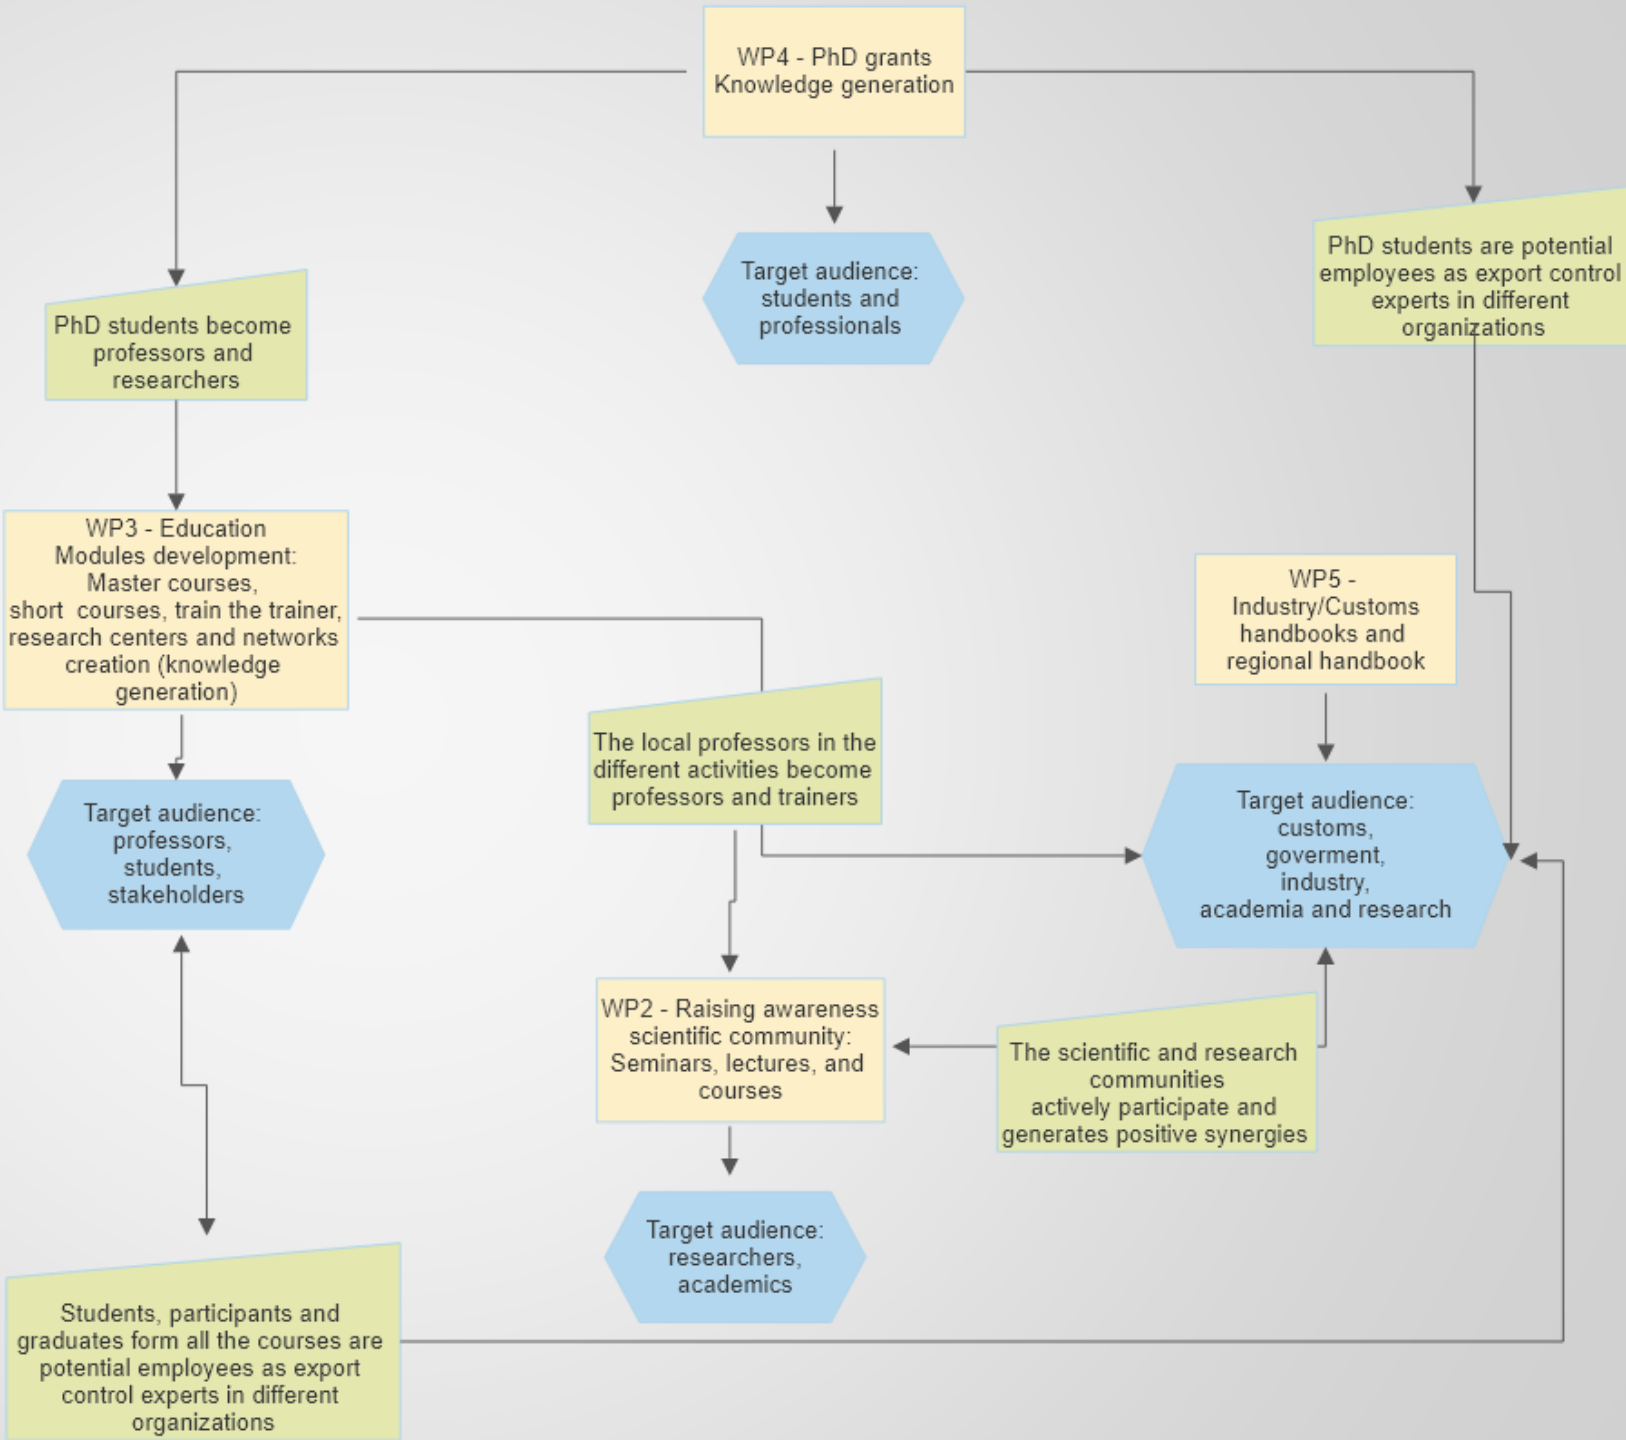 WP4 - PhD grants
Knowledge generation
Target audience:
students and
professionals
PhD students are potential
employees as export control
experts in different
organizations
PhD students become
professors and
researchers
WP3 - Education
Modules development:
Master courses,
short courses, train the trainer,
research centers and networks
creation (knowledge
generation)
WP5 -
Industry/Customs
handbooks and
regional handbook
The local professors in the
different activities become
professors and trainers
Target audience:
professors,
students,
stakeholders
Target audience:
customs,
goverment,
industry,
academia and research
WP2 - Raising awareness
scientific community:
Seminars, lectures, and
courses
The scientific and research
communities
actively participate and
generates positive synergies
Target audience:
researchers,
academics
Students, participants and
graduates form all the courses are
potential employees as export
control experts in different
organizations